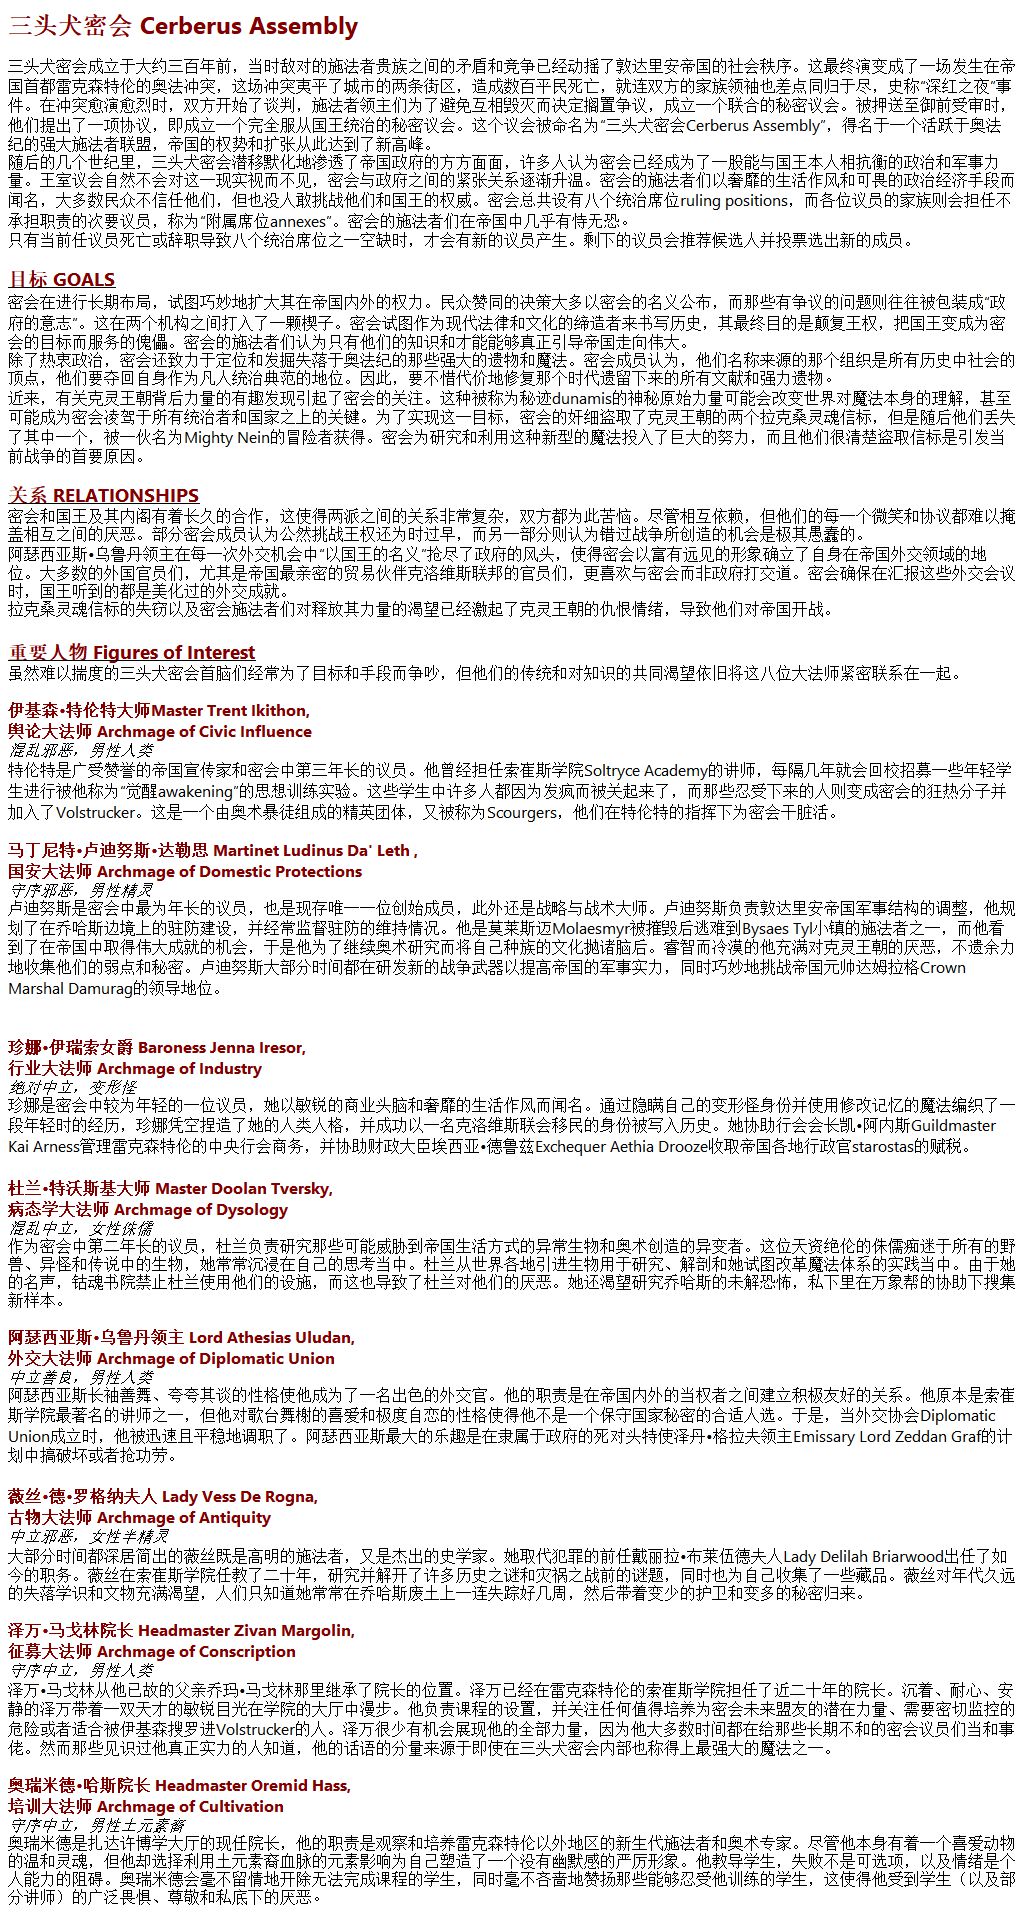 三头犬密会 Cerberus Assembly
三头犬密会成立于大约三百年前，当时敌对的施法者贵族之间的矛盾和竞争已经动摇了敦达里安帝国的社会秩序。这最终演变成了一场发生在帝
国首都雷克森特伦的奥法冲突，这场冲突夷平了城市的两条街区，造成数百平民死亡，就连双方的家族领袖也差点同归于尽，史称“深红之夜”事
件。在冲突愈演愈烈时，双方开始了谈判，施法者领主们为了避免互相毁灭而决定搁置争议，成立一个联合的秘密议会。被押送至御前受审时，
他们提出了一项协议，即成立一个完全服从国王统治的秘密议会。这个议会被命名为“三头犬密会Cerberus Assembly”，得名于一个活跃于奥法
纪的强大施法者联盟，帝国的权势和扩张从此达到了新高峰。
随后的几个世纪里，三头犬密会潜移默化地渗透了帝国政府的方方面面，许多人认为密会已经成为了一股能与国王本人相抗衡的政治和军事力
量。王室议会自然不会对这一现实视而不见，密会与政府之间的紧张关系逐渐升温。密会的施法者们以奢靡的生活作风和可畏的政治经济手段而
闻名，大多数民众不信任他们，但也没人敢挑战他们和国王的权威。密会总共设有八个统治席位ruling positions，而各位议员的家族则会担任不
承担职责的次要议员，称为“附属席位annexes”。密会的施法者们在帝国中几乎有恃无恐。
只有当前任议员死亡或辞职导致八个统治席位之一空缺时，才会有新的议员产生。剩下的议员会推荐候选人并投票选出新的成员。
目标 GOALS
密会在进行长期布局，试图巧妙地扩大其在帝国内外的权力。民众赞同的决策大多以密会的名义公布，而那些有争议的问题则往往被包装成“政
府的意志”。这在两个机构之间打入了一颗楔子。密会试图作为现代法律和文化的缔造者来书写历史，其最终目的是颠复王权，把国王变成为密
会的目标而服务的傀儡。密会的施法者们认为只有他们的知识和才能能够真正引导帝国走向伟大。
除了热衷政治，密会还致力于定位和发掘失落于奥法纪的那些强大的遗物和魔法。密会成员认为，他们名称来源的那个组织是所有历史中社会的
顶点，他们要夺回自身作为凡人统治典范的地位。因此，要不惜代价地修复那个时代遗留下来的所有文献和强力遗物。
近来，有关克灵王朝背后力量的有趣发现引起了密会的关注。这种被称为秘迹dunamis的神秘原始力量可能会改变世界对魔法本身的理解，甚至
可能成为密会凌驾于所有统治者和国家之上的关键。为了实现这一目标，密会的奸细盗取了克灵王朝的两个拉克桑灵魂信标，但是随后他们丢失
了其中一个，被一伙名为Mighty Nein的冒险者获得。密会为研究和利用这种新型的魔法投入了巨大的努力，而且他们很清楚盗取信标是引发当
前战争的首要原因。
关系 RELATIONSHIPS
密会和国王及其内阁有着长久的合作，这使得两派之间的关系非常复杂，双方都为此苦恼。尽管相互依赖，但他们的每一个微笑和协议都难以掩
盖相互之间的厌恶。部分密会成员认为公然挑战王权还为时过早，而另一部分则认为错过战争所创造的机会是极其愚蠢的。
阿瑟西亚斯•乌鲁丹领主在每一次外交机会中“以国王的名义”抢尽了政府的风头，使得密会以富有远见的形象确立了自身在帝国外交领域的地
位。大多数的外国官员们，尤其是帝国最亲密的贸易伙伴克洛维斯联邦的官员们，更喜欢与密会而非政府打交道。密会确保在汇报这些外交会议
时，国王听到的都是美化过的外交成就。
拉克桑灵魂信标的失窃以及密会施法者们对释放其力量的渴望已经激起了克灵王朝的仇恨情绪，导致他们对帝国开战。
重要人物 Figures of Interest
虽然难以揣度的三头犬密会首脑们经常为了目标和手段而争吵，但他们的传统和对知识的共同渴望依旧将这八位大法师紧密联系在一起。
伊基森•特伦特大师Master Trent Ikithon,
舆论大法师 Archmage of Civic Influence
混乱邪恶，男性人类
特伦特是广受赞誉的帝国宣传家和密会中第三年长的议员。他曾经担任索崔斯学院Soltryce Academy的讲师，每隔几年就会回校招募一些年轻学
生进行被他称为“觉醒awakening”的思想训练实验。这些学生中许多人都因为发疯而被关起来了，而那些忍受下来的人则变成密会的狂热分子并
加入了Volstrucker。这是一个由奥术暴徒组成的精英团体，又被称为Scourgers，他们在特伦特的指挥下为密会干脏活。
马丁尼特•卢迪努斯•达勒思 Martinet Ludinus Da' Leth ,
国安大法师 Archmage of Domestic Protections
守序邪恶，男性精灵
卢迪努斯是密会中最为年长的议员，也是现存唯一一位创始成员，此外还是战略与战术大师。卢迪努斯负责敦达里安帝国军事结构的调整，他规
划了在乔哈斯边境上的驻防建设，并经常监督驻防的维持情况。他是莫莱斯迈Molaesmyr被摧毁后逃难到Bysaes Tyl小镇的施法者之一，而他看
到了在帝国中取得伟大成就的机会，于是他为了继续奥术研究而将自己种族的文化抛诸脑后。睿智而冷漠的他充满对克灵王朝的厌恶，不遗余力
地收集他们的弱点和秘密。卢迪努斯大部分时间都在研发新的战争武器以提高帝国的军事实力，同时巧妙地挑战帝国元帅达姆拉格Crown
Marshal Damurag的领导地位。
珍娜•伊瑞索女爵 Baroness Jenna Iresor,
行业大法师 Archmage of Industry
绝对中立，变形怪
珍娜是密会中较为年轻的一位议员，她以敏锐的商业头脑和奢靡的生活作风而闻名。通过隐瞒自己的变形怪身份并使用修改记忆的魔法编织了一
段年轻时的经历，珍娜凭空捏造了她的人类人格，并成功以一名克洛维斯联会移民的身份被写入历史。她协助行会会长凯•阿内斯Guildmaster
Kai Arness管理雷克森特伦的中央行会商务，并协助财政大臣埃西亚•德鲁兹Exchequer Aethia Drooze收取帝国各地行政官starostas的赋税。
杜兰•特沃斯基大师 Master Doolan Tversky,
病态学大法师 Archmage of Dysology
混乱中立，女性侏儒
作为密会中第二年长的议员，杜兰负责研究那些可能威胁到帝国生活方式的异常生物和奥术创造的异变者。这位天资绝伦的侏儒痴迷于所有的野
兽、异怪和传说中的生物，她常常沉浸在自己的思考当中。杜兰从世界各地引进生物用于研究、解剖和她试图改革魔法体系的实践当中。由于她
的名声，钴魂书院禁止杜兰使用他们的设施，而这也导致了杜兰对他们的厌恶。她还渴望研究乔哈斯的未解恐怖，私下里在万象帮的协助下搜集
新样本。
阿瑟西亚斯•乌鲁丹领主 Lord Athesias Uludan,
外交大法师 Archmage of Diplomatic Union
中立善良，男性人类
阿瑟西亚斯长袖善舞、夸夸其谈的性格使他成为了一名出色的外交官。他的职责是在帝国内外的当权者之间建立积极友好的关系。他原本是索崔
斯学院最著名的讲师之一，但他对歌台舞榭的喜爱和极度自恋的性格使得他不是一个保守国家秘密的合适人选。于是，当外交协会Diplomatic
Union成立时，他被迅速且平稳地调职了。阿瑟西亚斯最大的乐趣是在隶属于政府的死对头特使泽丹•格拉夫领主Emissary Lord Zeddan Graf的计
划中搞破坏或者抢功劳。
薇丝•德•罗格纳夫人 Lady Vess De Rogna,
古物大法师 Archmage of Antiquity
中立邪恶，女性半精灵
大部分时间都深居简出的薇丝既是高明的施法者，又是杰出的史学家。她取代犯罪的前任戴丽拉•布莱伍德夫人Lady Delilah Briarwood出任了如
今的职务。薇丝在索崔斯学院任教了二十年，研究并解开了许多历史之谜和灾祸之战前的谜题，同时也为自己收集了一些藏品。薇丝对年代久远
的失落学识和文物充满渴望，人们只知道她常常在乔哈斯废土上一连失踪好几周，然后带着变少的护卫和变多的秘密归来。
泽万•马戈林院长 Headmaster Zivan Margolin,
征募大法师 Archmage of Conscription
守序中立，男性人类
泽万•马戈林从他已故的父亲乔玛•马戈林那里继承了院长的位置。泽万已经在雷克森特伦的索崔斯学院担任了近二十年的院长。沉着、耐心、安
静的泽万带着一双天才的敏锐目光在学院的大厅中漫步。他负责课程的设置，并关注任何值得培养为密会未来盟友的潜在力量、需要密切监控的
危险或者适合被伊基森搜罗进Volstrucker的人。泽万很少有机会展现他的全部力量，因为他大多数时间都在给那些长期不和的密会议员们当和事
佬。然而那些见识过他真正实力的人知道，他的话语的分量来源于即使在三头犬密会内部也称得上最强大的魔法之一。
奥瑞米德•哈斯院长 Headmaster Oremid Hass,
培训大法师 Archmage of Cultivation
守序中立，男性土元素裔
奥瑞米德是扎达许博学大厅的现任院长，他的职责是观察和培养雷克森特伦以外地区的新生代施法者和奥术专家。尽管他本身有着一个喜爱动物
的温和灵魂，但他却选择利用土元素裔血脉的元素影响为自己塑造了一个没有幽默感的严厉形象。他教导学生，失败不是可选项，以及情绪是个
人能力的阻碍。奥瑞米德会毫不留情地开除无法完成课程的学生，同时毫不吝啬地赞扬那些能够忍受他训练的学生，这使得他受到学生（以及部
分讲师）的广泛畏惧、尊敬和私底下的厌恶。